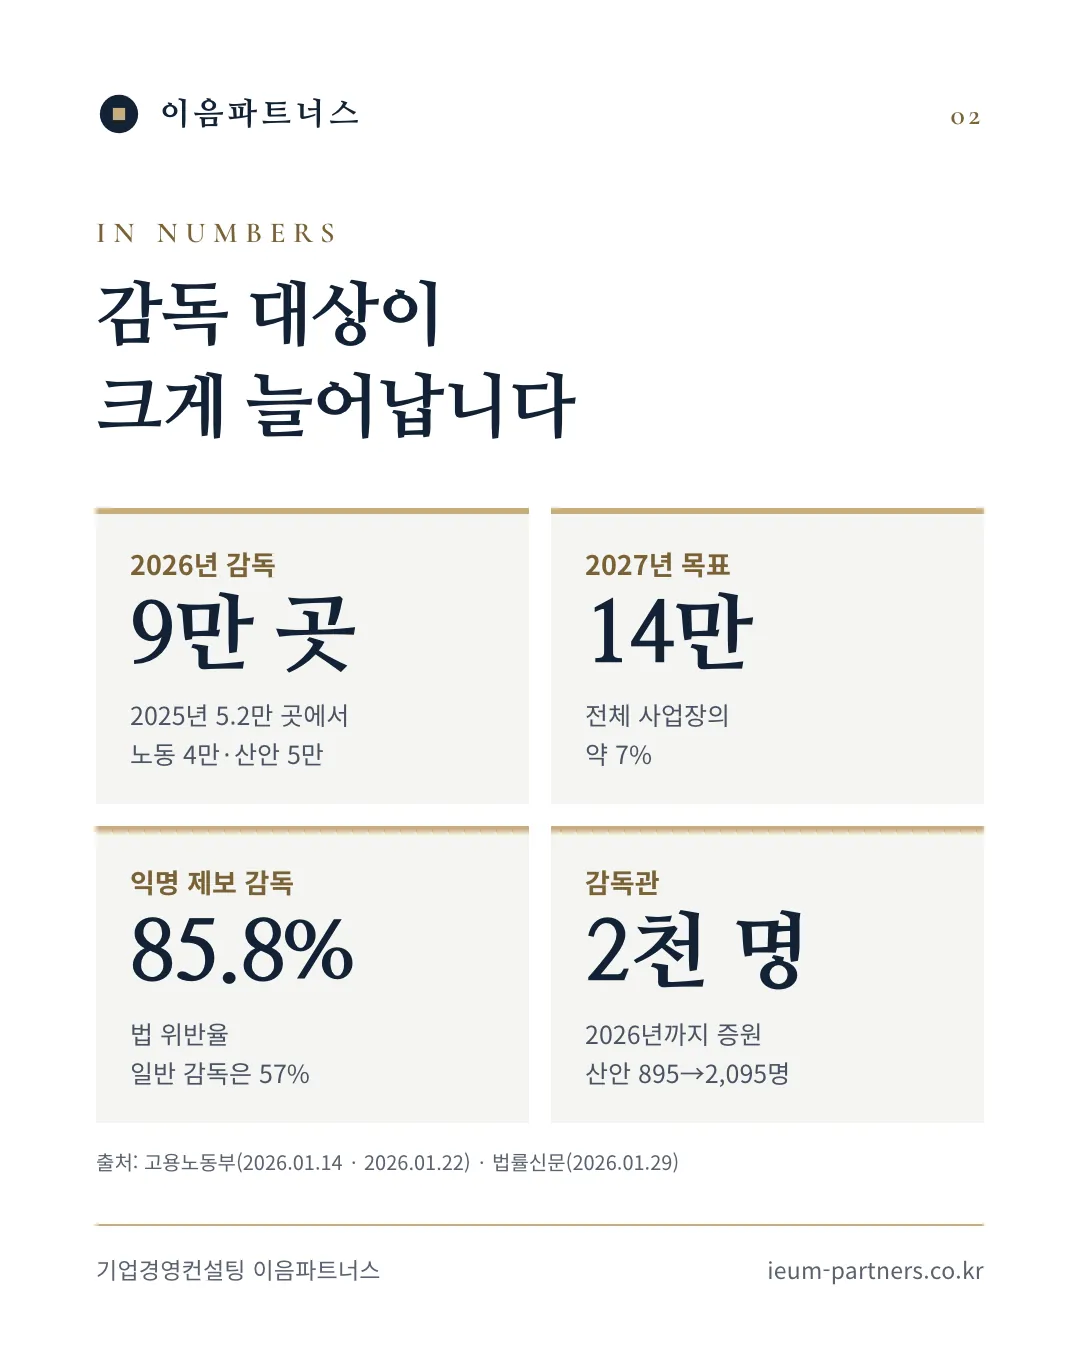 이음파트너스
02
IN NUMBERS
감독 대상이
크게 늘어납니다
2026년 감독
9만 곳
2025년 5.2만 곳에서
노동 4만·산안 5만
2027년 목표
14만
전체 사업장의
약 7%
익명 제보 감독
85.8%
법 위반율
일반 감독은 57%
감독관
2천 명
2026년까지 증원
산안 895→2,095명
출처: 고용노동부(2026.01.14 · 2026.01.22) · 법률신문(2026.01.29)
기업경영컨설팅 이음파트너스
ieum-partners.co.kr